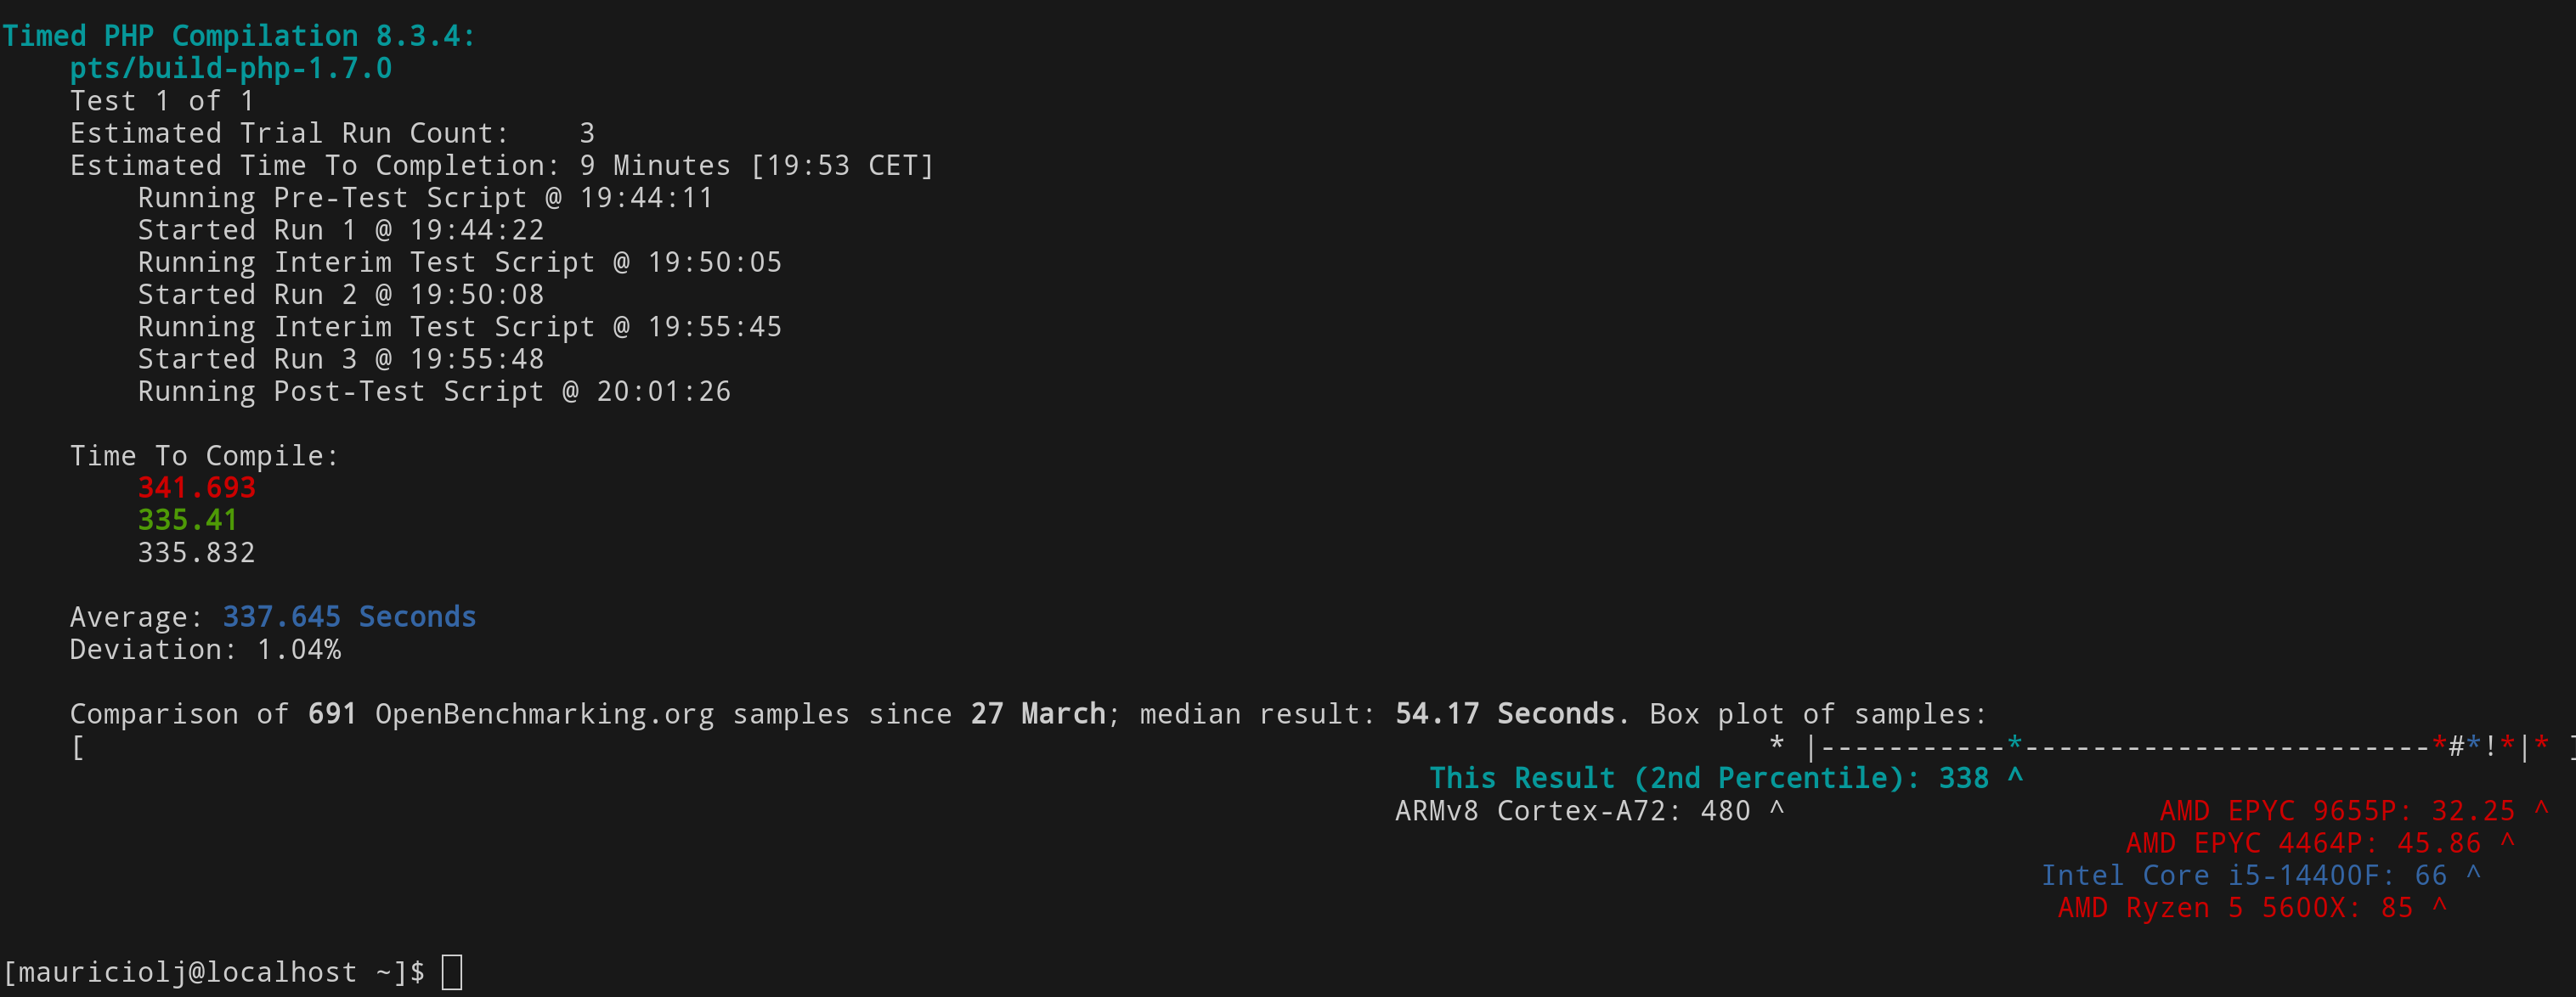 Timed PHP Compilation 8.3.4:
    pts/build-php-1.7.0
    Test 1 of 1
    Estimated Trial Run Count:    3
    Estimated Time To Completion: 9 Minutes [19:53 CET]
        Running Pre-Test Script @ 19:44:11
        Started Run 1 @ 19:44:22
        Running Interim Test Script @ 19:50:05
        Started Run 2 @ 19:50:08
        Running Interim Test Script @ 19:55:45
        Started Run 3 @ 19:55:48
        Running Post-Test Script @ 20:01:26

    Time To Compile:
        341.693
        335.41
        335.832

    Average: 337.645 Seconds
    Deviation: 1.04%

    Comparison of 691 OpenBenchmarking.org samples since 27 March; median result: 54.17 Seconds. Box plot of samples:
    [                                                                                                   * |-----------*------------------------*#*!*|* ]
                                                                                    This Result (2nd Percentile): 338 ^
                                                                                  ARMv8 Cortex-A72: 480 ^                      AMD EPYC 9655P: 32.25 ^
                                                                                                                             AMD EPYC 4464P: 45.86 ^
                                                                                                                        Intel Core i5-14400F: 66 ^
                                                                                                                         AMD Ryzen 5 5600X: 85 ^

[mauriciolj@localhost ~]$